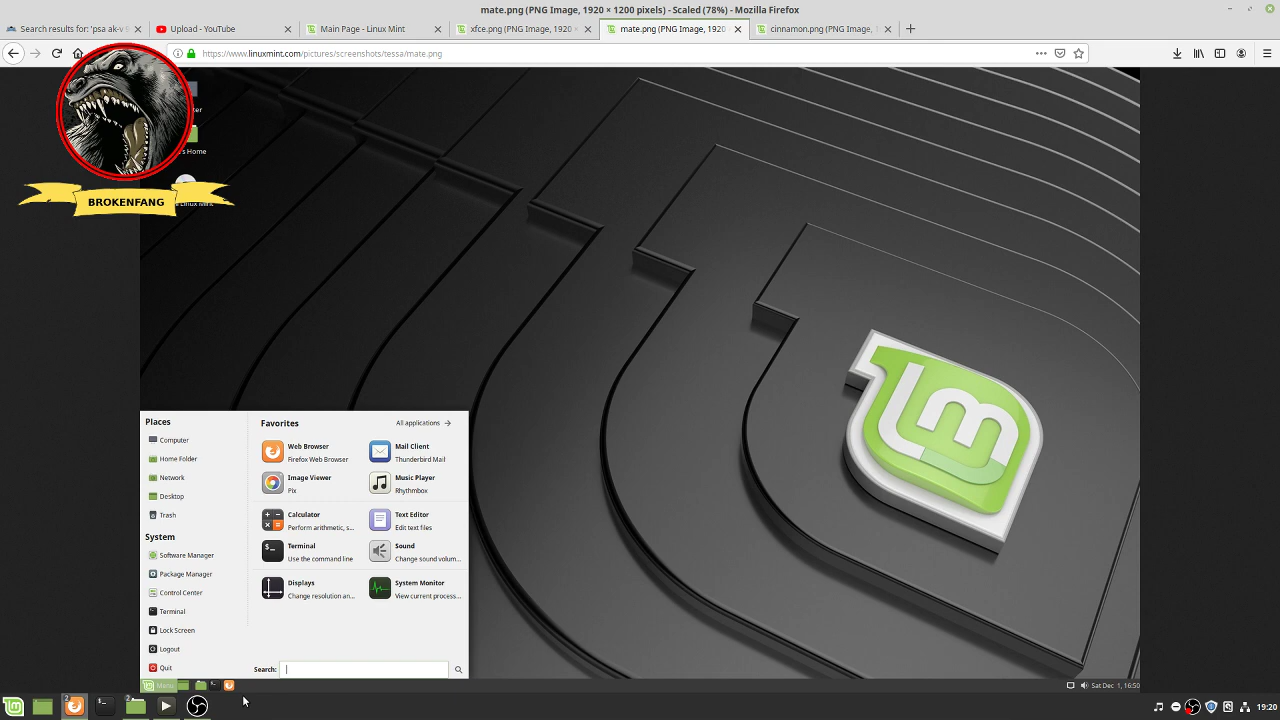 mate.png (PNG Image, 1920 × 1200 pixels) - Scaled (78%) - Mozilla Firefox
Search results for: 'psa ak-v
Upload - YouTube
Main Page - Linux Mint
xfce.png (PNG Image, 1920 ×
mate.png (PNG Image, 1920
cinnamon.png (PNG Image,
https://www.linuxmint.com/pictures/screenshots/tessa/mate.png
's Home
Linux Mint
BROKENFANG
lm
Places
Computer
Home Folder
Network
Desktop
Trash
System
Software Manager
Package Manager
Control Center
Terminal
Lock Screen
Logout
Quit
Favorites
All applications
Web Browser
Firefox Web Browser
Mail Client
Thunderbird Mail
Image Viewer
Pix
Music Player
Rhythmbox
Calculator
Perform arithmetic, s...
Text Editor
Edit text files
Terminal
Use the command line
Sound
Change sound volum...
Displays
Change resolution an...
System Monitor
View current process...
Search:
Menu
Sat Dec 1, 16:50
2
2
19:20